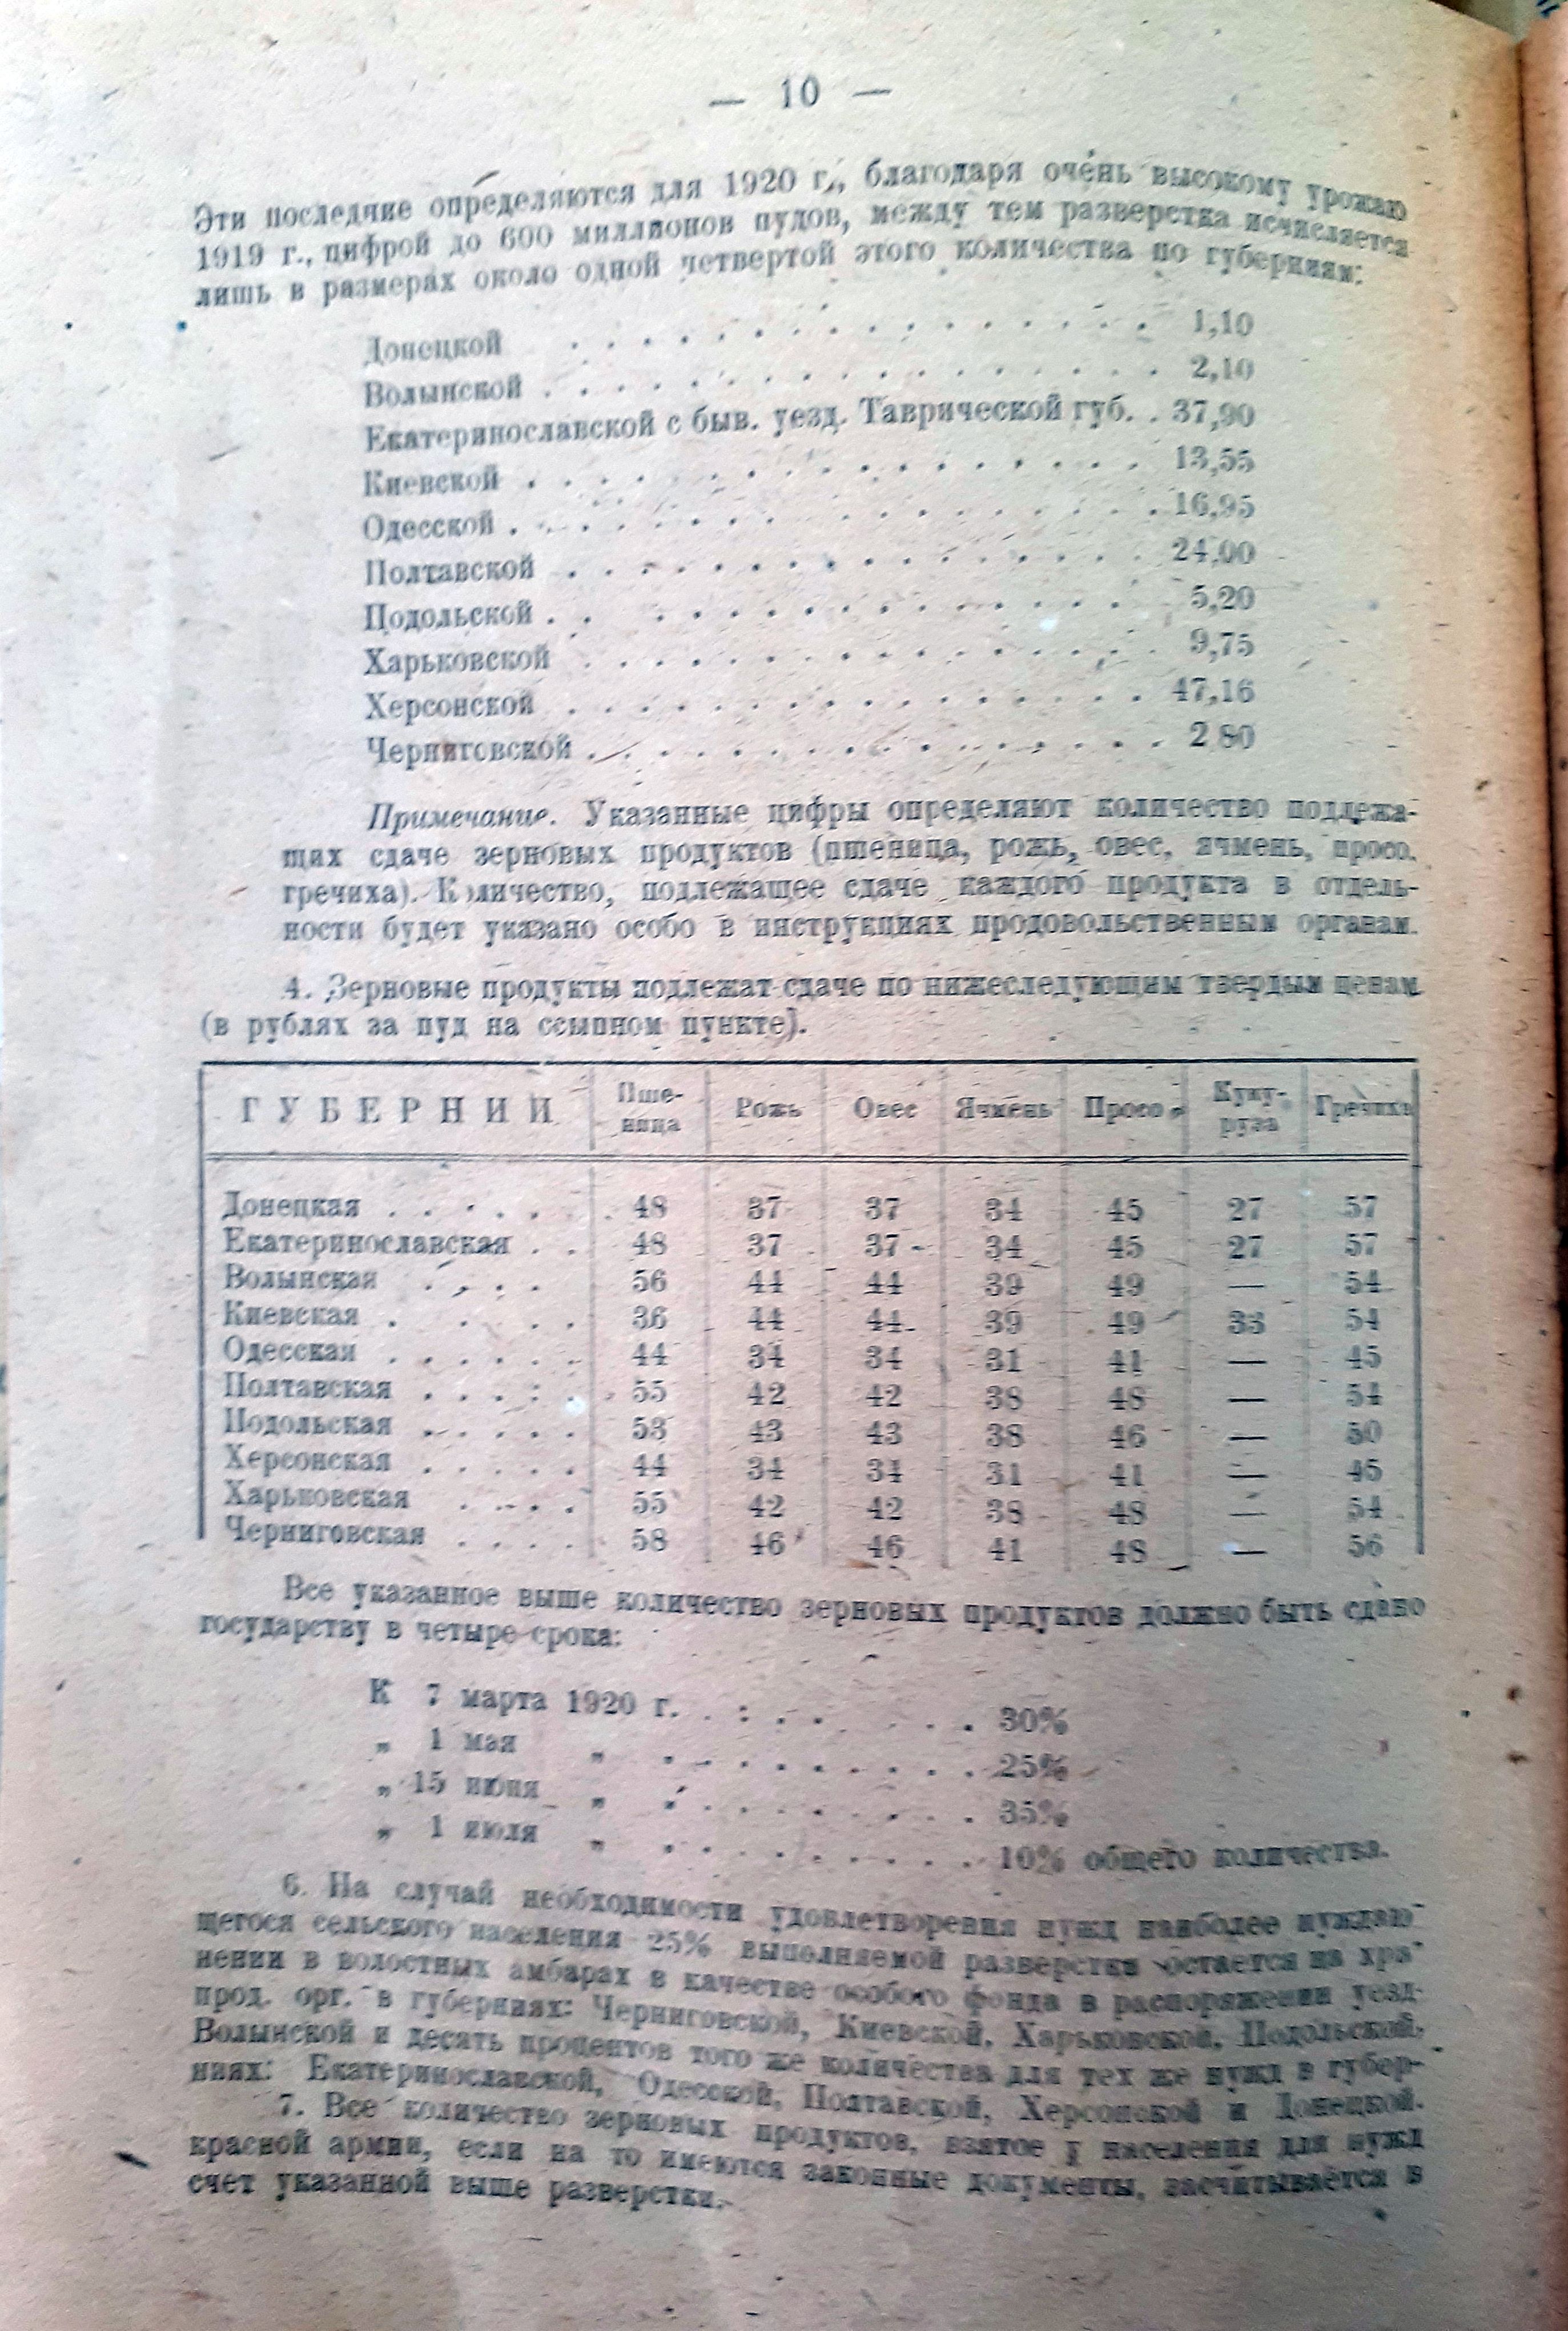 — 10 —
Эти последние определяются для 1920 г., благодаря очень высокому урожаю
1919 г., цифрой до 600 миллионов пудов, между тем разверстка исчисляется
лишь в размерах около одной четвертой этого количества по губерниям:
Донецкой . . . . . . . . . . . . . . . . 1,10
Волынской . . . . . . . . . . . . . . . . . 2,10
Екатеринославской с быв. уезд. Таврической губ. . 37,90
Киевской . . . . . . . . . . . . . . . . . 13,55
Одесской . . . . . . . . . . . . . . . . . 16,95
Полтавской . . . . . . . . . . . . . . . . 24,00
Подольской . . . . . . . . . . . . . . . . 5,20
Харьковской . . . . . . . . . . . . . . . . 9,75
Херсонской . . . . . . . . . . . . . . . . 47,16
Черниговской . . . . . . . . . . . . . . . . 2 80
Примечание. Указанные цифры определяют количество подлежа-
щих сдаче зерновых продуктов (пшеница, рожь, овес, ячмень, просо,
гречиха). Количество, подлежащее сдаче каждого продукта в отдель-
ности будет указано особо в инструкциях продовольственным органам.
4. Зерновые продукты подлежат сдаче по нижеследующим твердым ценам
(в рублях за пуд на ссыпном пункте).
ГУБЕРНИИ Пше-ница Рожь Овес Ячмень Просо Куку-руза Гречиха
Донецкая . . . . . 48 37 37 34 45 27 57
Екатеринославская . . 48 37 37 34 45 27 57
Волынская . . . . 56 44 44 39 49 — 54
Киевская . . . . . 36 44 44 39 49 33 54
Одесская . . . . . . 44 34 34 31 41 — 45
Полтавская . . . . . 55 42 42 38 48 — 54
Подольская . . . . . 53 43 43 38 46 — 50
Херсонская . . . . . 44 34 34 31 41 — 45
Харьковская . . . . 55 42 42 38 48 — 54
Черниговская . . . . 58 46 46 41 48 — 56
Все указанное выше количество зерновых продуктов должно быть сдано
государству в четыре срока:
К 7 марта 1920 г. . . . . . . . . 30%
„ 1 мая „ . . . . . . . . . 25%
„ 15 июня „ . . . . . . . . . 35%
„ 1 июля „ . . . . . . . . . 10% общего количества.
6. На случай необходимости удовлетворения нужд наиболее нуждаю-
щегося сельского населения 25% выполняемой разверстки остается на хра-
нении в волостных амбарах в качестве особого фонда в распоряжении уезд-
прод. орг. в губерниях: Черниговской, Киевской, Харьковской, Подольской,
Волынской и десять процентов того же количества для тех же нужд в губер-
ниях: Екатеринославской, Одесской, Полтавской, Херсонской и Донецкой.
7. Все количество зерновых продуктов, взятое у населения для нужд
красной армии, если на то имеются законные документы, засчитывается в
счет указанной выше разверстки.